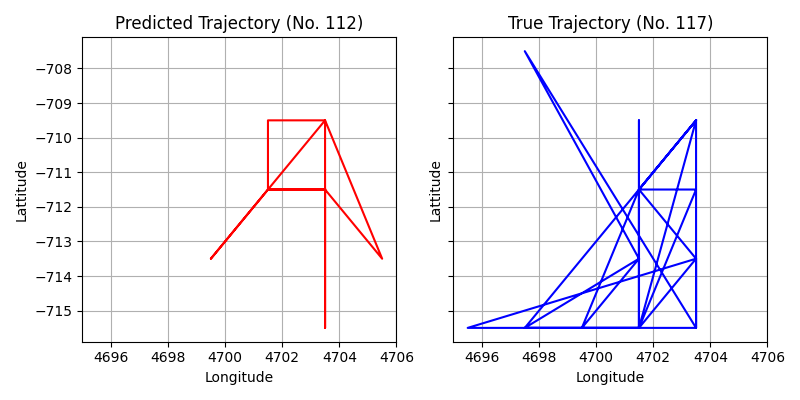 Predicted Trajectory (No. 112)
Lattitude
−708
−709
−710
−711
−712
−713
−714
−715
4696 4698 4700 4702 4704 4706
Longitude
True Trajectory (No. 117)
Lattitude
4696 4698 4700 4702 4704 4706
Longitude